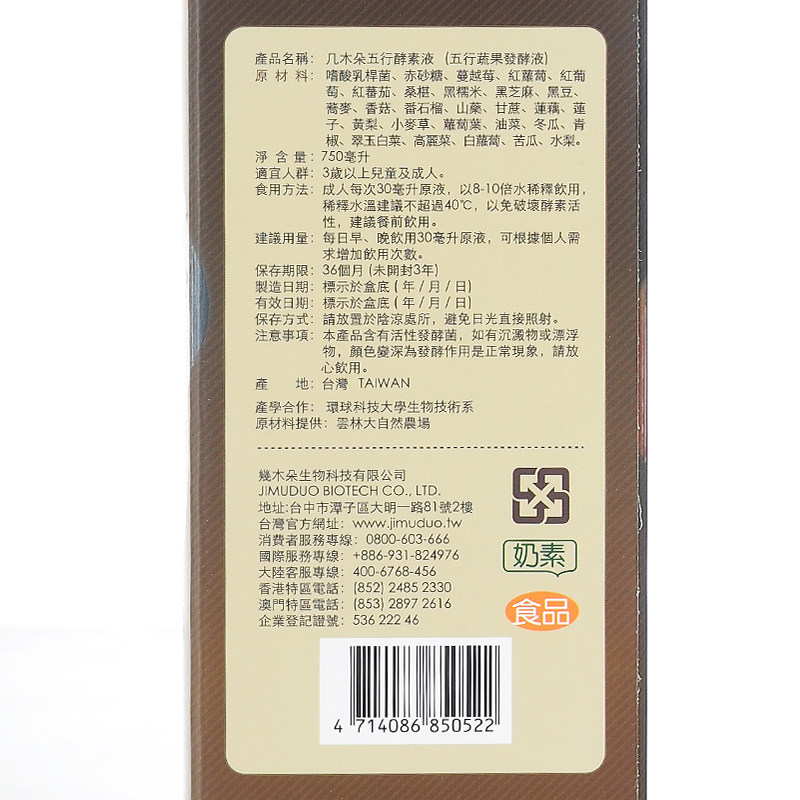 產品名稱： 几木朵五行酵素液 (五行蔬果發酵液)
原 材 料： 嗜酸乳桿菌、赤砂糖、蔓越莓、紅蘿蔔、紅葡
萄、紅蕃茄、桑椹、黑糯米、黑芝麻、黑豆、
蕎麥、香菇、番石榴、山藥、甘蔗、蓮藕、蓮
子、黃梨、小麥草、蘿蔔葉、油菜、冬瓜、青
椒、翠玉白菜、高麗菜、白蘿蔔、苦瓜、水梨。
淨 含 量：750毫升
適宜人群：3歲以上兒童及成人。
食用方法：成人每次30毫升原液，以8-10倍水稀釋飲用，
稀釋水溫建議不超過40℃，以免破壞酵素活
性，建議餐前飲用。
建議用量：每日早、晚飲用30毫升原液，可根據個人需
求增加飲用次數。
保存期限：36個月 (未開封3年)
製造日期：標示於盒底 ( 年 / 月 / 日)
有效日期：標示於盒底 ( 年 / 月 / 日)
保存方式：請放置於陰涼處所，避免日光直接照射。
注意事項：本產品含有活性發酵菌，如有沉澱物或漂浮
物，顏色變深為發酵作用是正常現象，請放
心飲用。
產 地：台灣 TAIWAN
產學合作： 環球科技大學生物技術系
原材料提供：雲林大自然農場
幾木朵生物科技有限公司
JIMUDUO BIOTECH CO., LTD.
地址:台中市潭子區大明一路81號2樓
台灣官方網址：www.jimuduo.tw
消費者服務專線：0800-603-666
國際服務專線：+886-931-824976
大陸客服專線：400-6768-456
香港特區電話：(852) 2485 2330
澳門特區電話：(853) 2897 2616
企業登記證號：536 222 46
奶素
食品
4 714086 850522